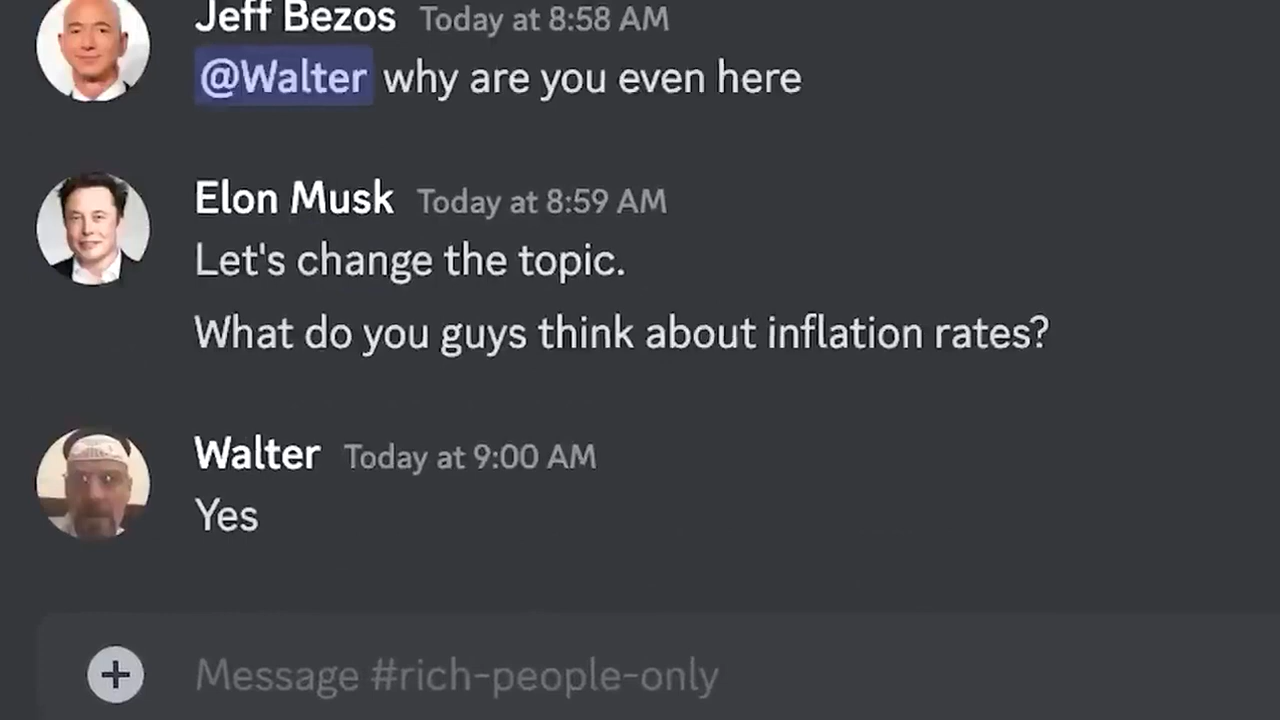 Jeff Bezos Today at 8:58 AM
@Walter why are you even here
Elon Musk Today at 8:59 AM
Let's change the topic.
What do you guys think about inflation rates?
Walter Today at 9:00 AM
Yes
Message #rich-people-only